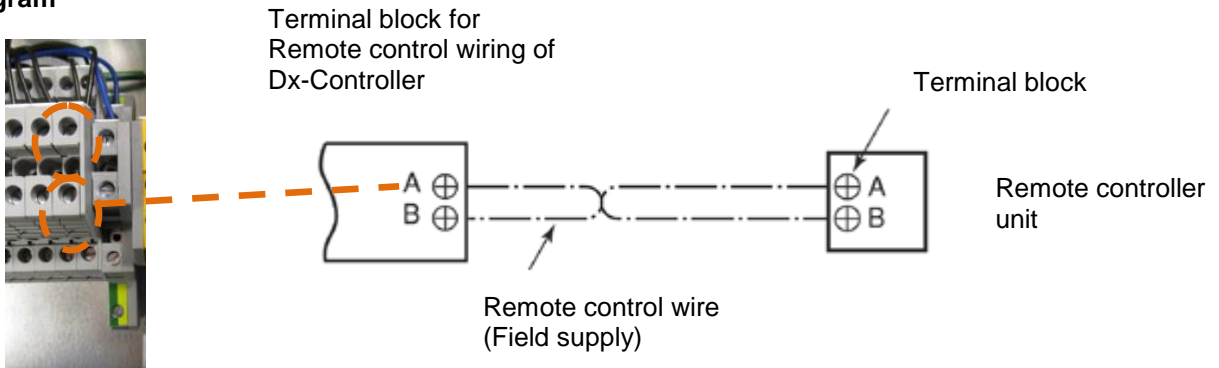 gram
Terminal block for
Remote control wiring of
Dx-Controller
Terminal block
A
B
A
B
Remote controller
unit
Remote control wire
(Field supply)